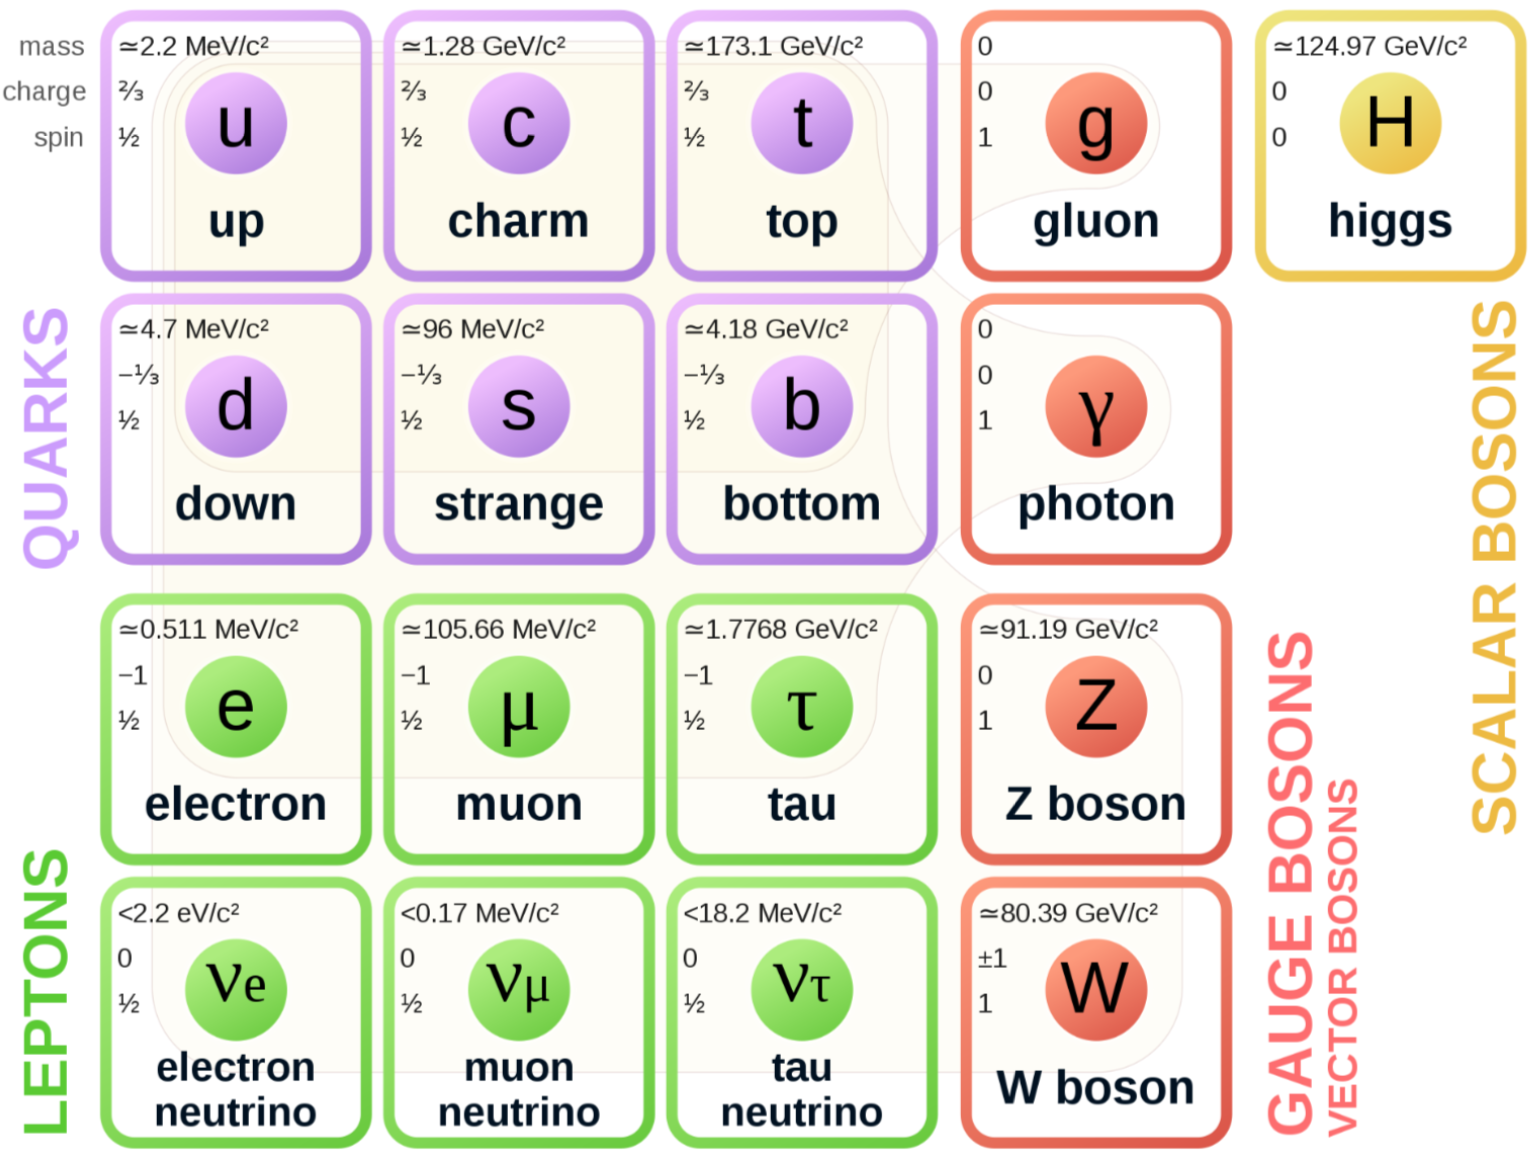 mass
charge
spin
≃2.2 MeV/c²
⅔
½
u
up
≃1.28 GeV/c²
⅔
½
c
charm
≃173.1 GeV/c²
⅔
½
t
top
0
0
1
g
gluon
≃124.97 GeV/c²
0
0
H
higgs
QUARKS
≃4.7 MeV/c²
−⅓
½
d
down
≃96 MeV/c²
−⅓
½
s
strange
≃4.18 GeV/c²
−⅓
½
b
bottom
0
0
1
γ
photon
SCALAR BOSONS
LEPTONS
≃0.511 MeV/c²
−1
½
e
electron
≃105.66 MeV/c²
−1
½
μ
muon
≃1.7768 GeV/c²
−1
½
τ
tau
≃91.19 GeV/c²
0
1
Z
Z boson
GAUGE BOSONS
VECTOR BOSONS
<2.2 eV/c²
0
½
νe
electron
neutrino
<0.17 MeV/c²
0
½
νμ
muon
neutrino
<18.2 MeV/c²
0
½
ντ
tau
neutrino
≃80.39 GeV/c²
±1
1
W
W boson